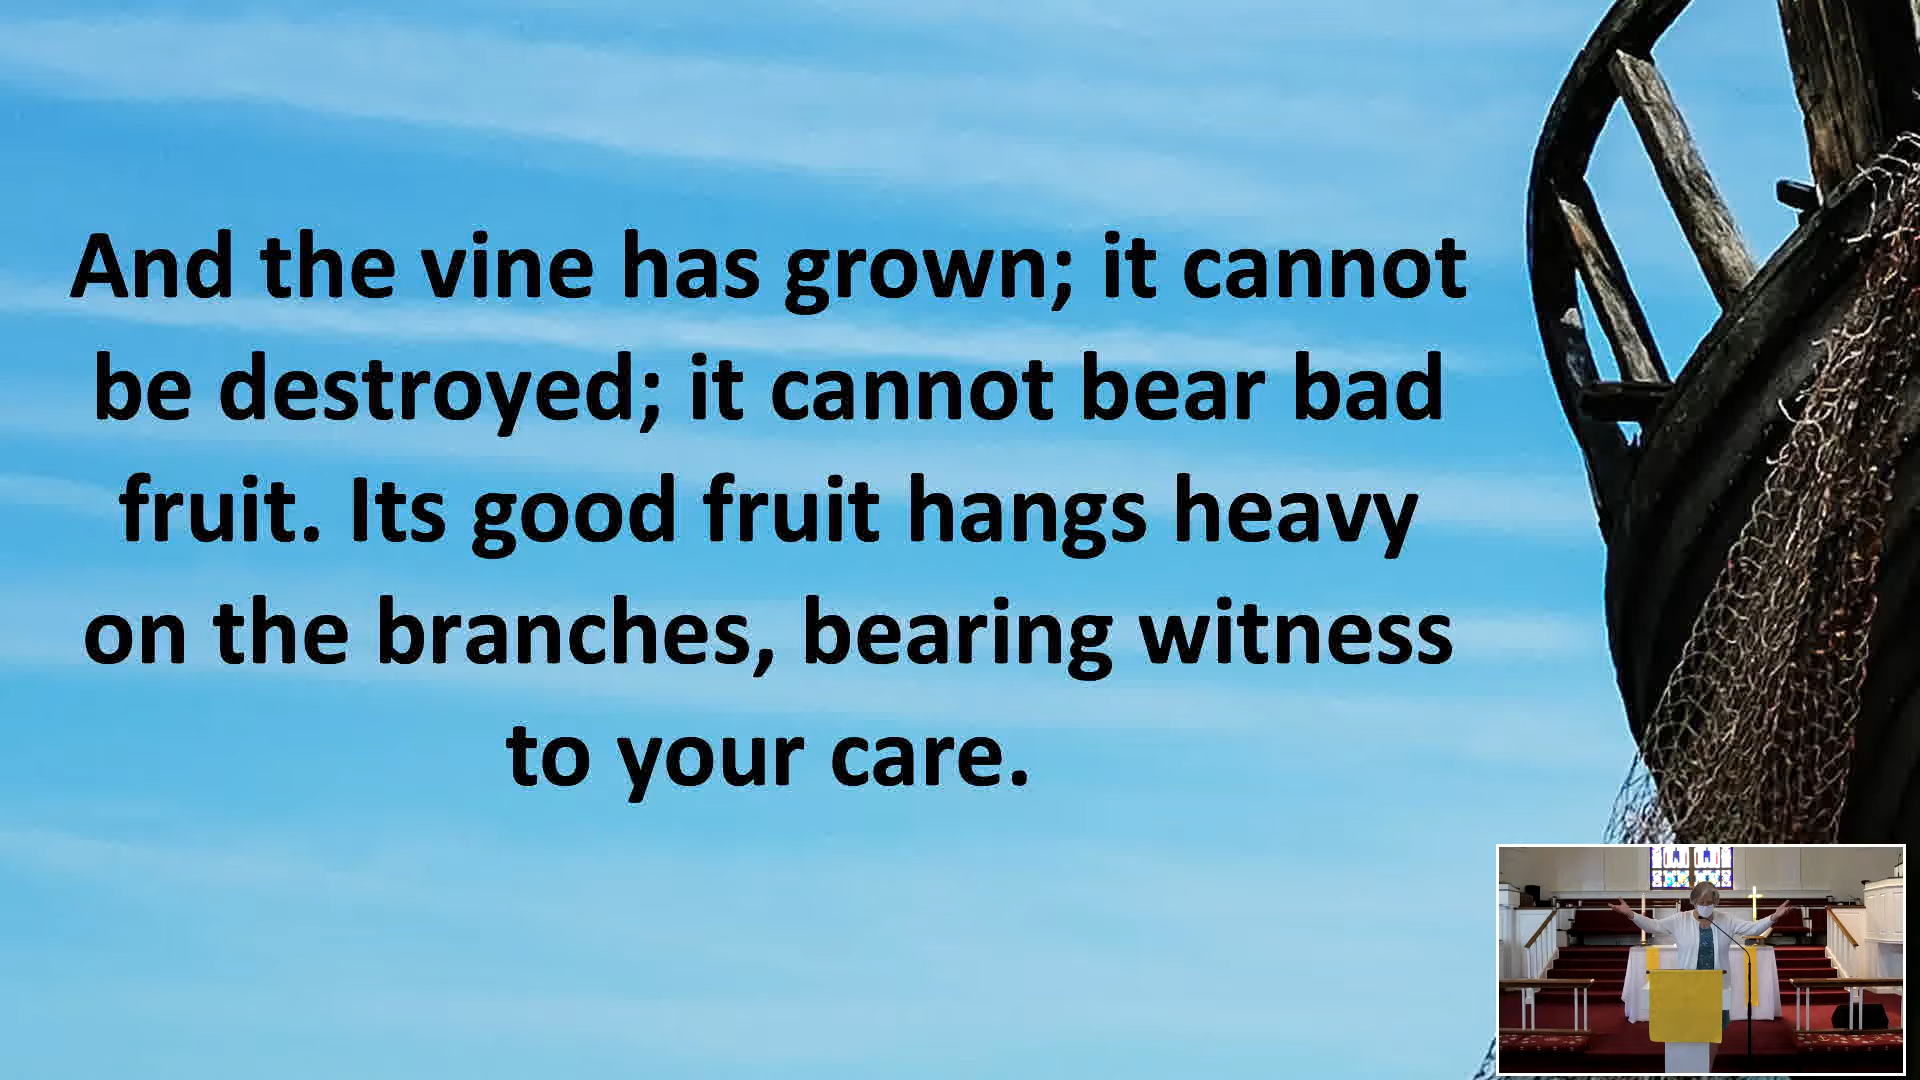 And the vine has grown; it cannot
be destroyed; it cannot bear bad
fruit. Its good fruit hangs heavy
on the branches, bearing witness
to your care.